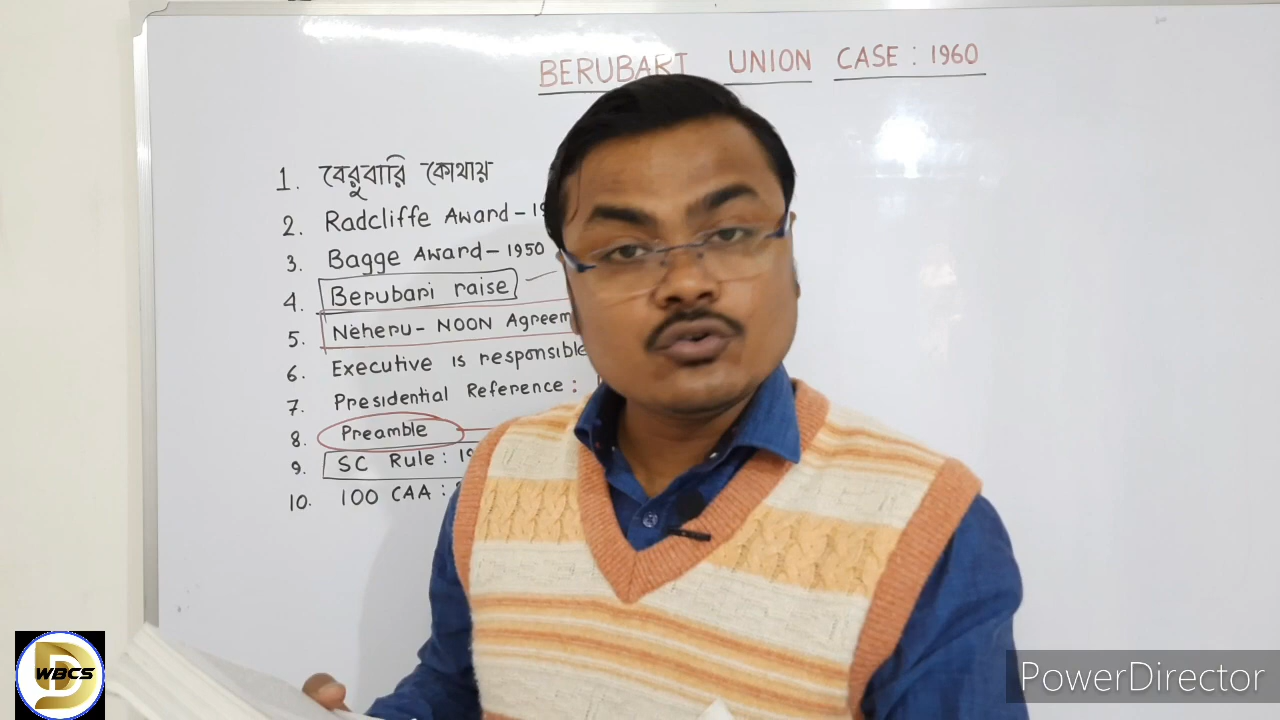 BERUBARI UNION CASE : 1960
1. বেরুবারি কোথায়
2. Radcliffe Award - 19
3. Bagge Award - 1950
4. Berubari raise
5. Neheru - NOON Agreem
6. Executive is responsible
7. Presidential Reference :
8. Preamble
9. SC Rule : 19
10. 100 CAA :
D WBCS
PowerDirector